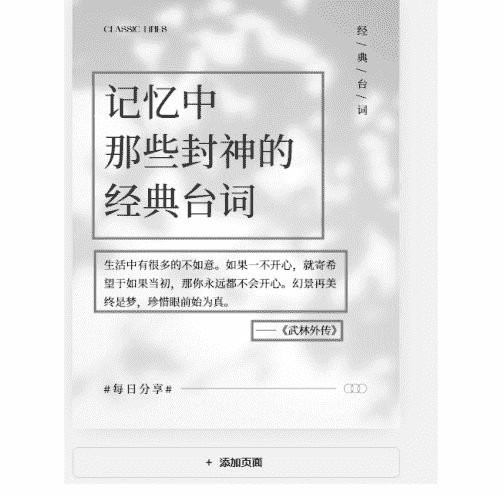 CLASSIC LINES
经/典/台/词
记忆中
那些封神的
经典台词
生活中有很多的不如意。如果一不开心，就寄希
望于如果当初，那你永远都不会开心。幻景再美
终是梦，珍惜眼前始为真。
——《武林外传》
#每日分享#
+ 添加页面